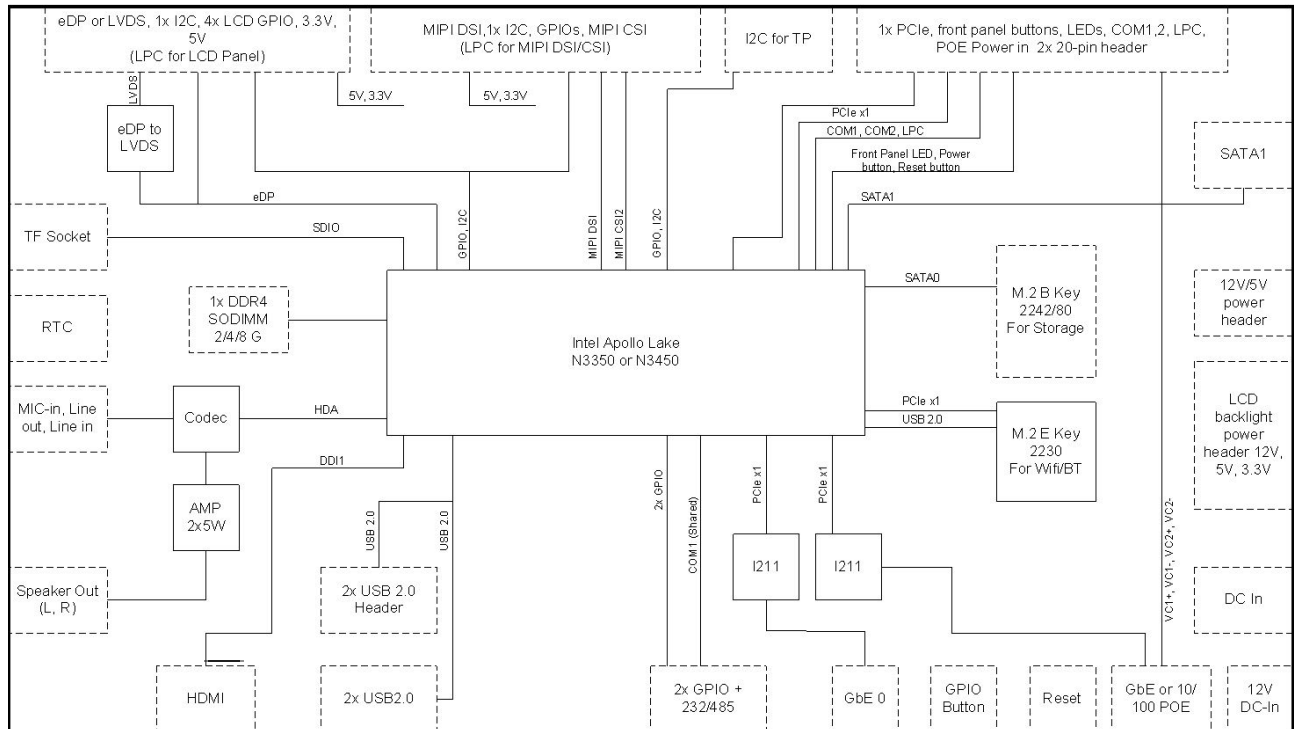 eDP or LVDS, 1x I2C, 4x LCD GPIO, 3.3V,
5V
(LPC for LCD Panel)
MIPI DSI,1x I2C, GPIOs, MIPI CSI
(LPC for MIPI DSI/CSI)
I2C for TP
1x PCIe, front panel buttons, LEDs, COM1,2, LPC,
POE Power in 2x 20-pin header
LVDS
5V, 3.3V
5V, 3.3V
PCIe x1
COM1, COM2, LPC
Front Panel LED, Power
button, Reset button
eDP to
LVDS
SATA1
eDP
SATA1
TF Socket
SDIO
GPIO, I2C
MIPI DSI
MIPI CSI2
GPIO, I2C
SATA0
M.2 B Key
2242/80
For Storage
12V/5V
power
header
RTC
1x DDR4
SODIMM
2/4/8 G
Intel Apollo Lake
N3350 or N3450
MIC-in, Line
out, Line in
Codec
HDA
PCIe x1
USB 2.0
M.2 E Key
2230
For Wifi/BT
LCD
backlight
power
header 12V,
5V, 3.3V
DDI1
AMP
2x5W
USB 2.0
USB 2.0
2x GPIO
COM1 (Shared)
PCIe x1
PCIe x1
VC1+, VC1-, VC2+, VC2-
I211
I211
Speaker Out
(L, R)
2x USB 2.0
Header
DC In
HDMI
2x USB2.0
2x GPIO +
232/485
GbE 0
GPIO
Button
Reset
GbE or 10/
100 POE
12V
DC-In